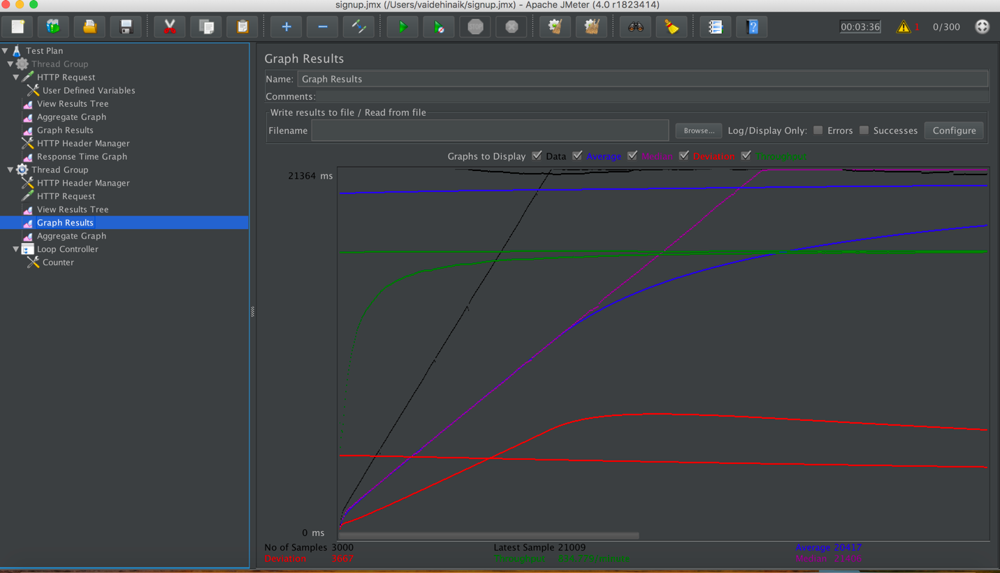 signup.jmx (/Users/vaidehinaik/signup.jmx) - Apache JMeter (4.0 r1823414)
STOP
00:03:36 1 0/300
Test Plan
Thread Group
HTTP Request
User Defined Variables
View Results Tree
Aggregate Graph
Graph Results
HTTP Header Manager
Response Time Graph
Thread Group
HTTP Header Manager
HTTP Request
View Results Tree
Graph Results
Aggregate Graph
Loop Controller
Counter
Graph Results
Name: Graph Results
Comments:
Write results to file / Read from file
Filename Browse... Log/Display Only: Errors Successes Configure
Graphs to Display Data Average Median Deviation Throughput
21364 ms
0 ms
No of Samples 3000 Latest Sample 21009 Average 20417
Deviation 3667 Throughput Median